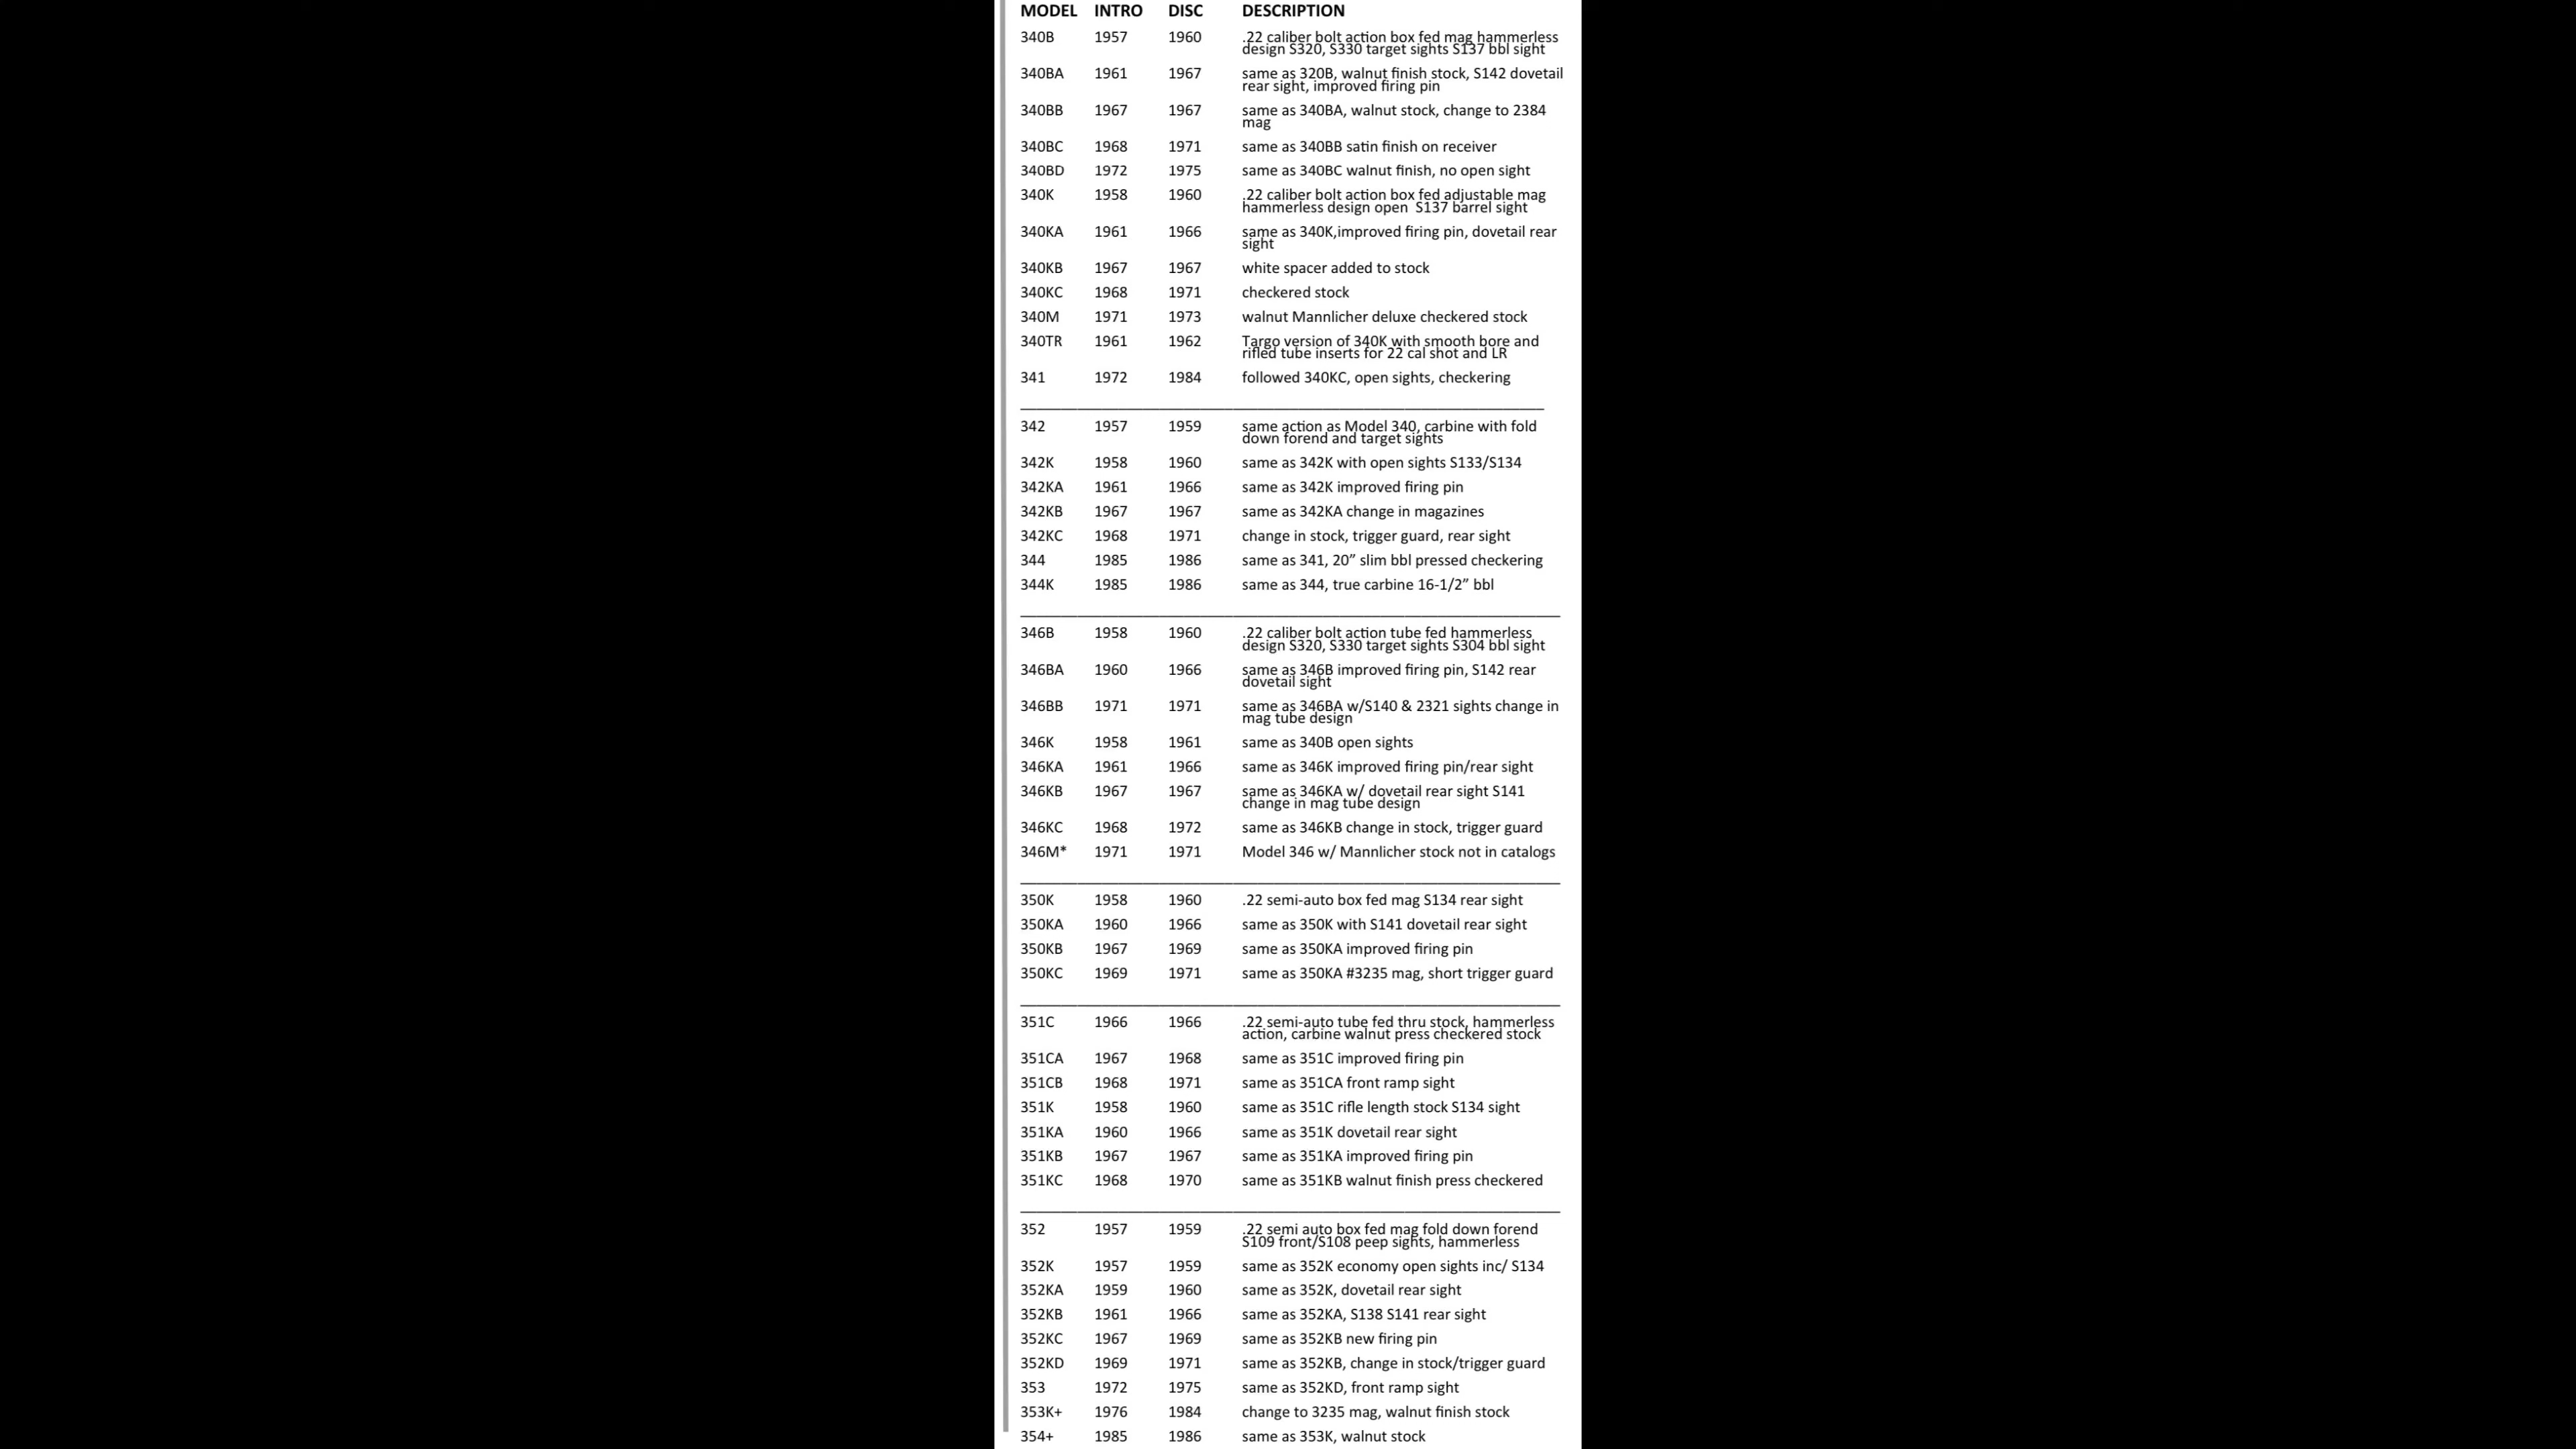 MODEL INTRO DISC DESCRIPTION
340B 1957 1960 .22 caliber bolt action box fed mag hammerless
design S320, S330 target sights S137 bbl sight
340BA 1961 1967 same as 320B, walnut finish stock, S142 dovetail
rear sight, improved firing pin
340BB 1967 1967 same as 340BA, walnut stock, change to 2384
mag
340BC 1968 1971 same as 340BB satin finish on receiver
340BD 1972 1975 same as 340BC walnut finish, no open sight
340K 1958 1960 .22 caliber bolt action box fed adjustable mag
hammerless design open S137 barrel sight
340KA 1961 1966 same as 340K,improved firing pin, dovetail rear
sight
340KB 1967 1967 white spacer added to stock
340KC 1968 1971 checkered stock
340M 1971 1973 walnut Mannlicher deluxe checkered stock
340TR 1961 1962 Targo version of 340K with smooth bore and
rifled tube inserts for 22 cal shot and LR
341 1972 1984 followed 340KC, open sights, checkering
342 1957 1959 same action as Model 340, carbine with fold
down forend and target sights
342K 1958 1960 same as 342K with open sights S133/S134
342KA 1961 1966 same as 342K improved firing pin
342KB 1967 1967 same as 342KA change in magazines
342KC 1968 1971 change in stock, trigger guard, rear sight
344 1985 1986 same as 341, 20” slim bbl pressed checkering
344K 1985 1986 same as 344, true carbine 16-1/2” bbl
346B 1958 1960 .22 caliber bolt action tube fed hammerless
design S320, S330 target sights S304 bbl sight
346BA 1960 1966 same as 346B improved firing pin, S142 rear
dovetail sight
346BB 1971 1971 same as 346BA w/S140 & 2321 sights change in
mag tube design
346K 1958 1961 same as 340B open sights
346KA 1961 1966 same as 346K improved firing pin/rear sight
346KB 1967 1967 same as 346KA w/ dovetail rear sight S141
change in mag tube design
346KC 1968 1972 same as 346KB change in stock, trigger guard
346M* 1971 1971 Model 346 w/ Mannlicher stock not in catalogs
350K 1958 1960 .22 semi-auto box fed mag S134 rear sight
350KA 1960 1966 same as 350K with S141 dovetail rear sight
350KB 1967 1969 same as 350KA improved firing pin
350KC 1969 1971 same as 350KA #3235 mag, short trigger guard
351C 1966 1966 .22 semi-auto tube fed thru stock, hammerless
action, carbine walnut press checkered stock
351CA 1967 1968 same as 351C improved firing pin
351CB 1968 1971 same as 351CA front ramp sight
351K 1958 1960 same as 351C rifle length stock S134 sight
351KA 1960 1966 same as 351K dovetail rear sight
351KB 1967 1967 same as 351KA improved firing pin
351KC 1968 1970 same as 351KB walnut finish press checkered
352 1957 1959 .22 semi auto box fed mag fold down forend
S109 front/S108 peep sights, hammerless
352K 1957 1959 same as 352K economy open sights inc/ S134
352KA 1959 1960 same as 352K, dovetail rear sight
352KB 1961 1966 same as 352KA, S138 S141 rear sight
352KC 1967 1969 same as 352KB new firing pin
352KD 1969 1971 same as 352KB, change in stock/trigger guard
353 1972 1975 same as 352KD, front ramp sight
353K+ 1976 1984 change to 3235 mag, walnut finish stock
354+ 1985 1986 same as 353K, walnut stock